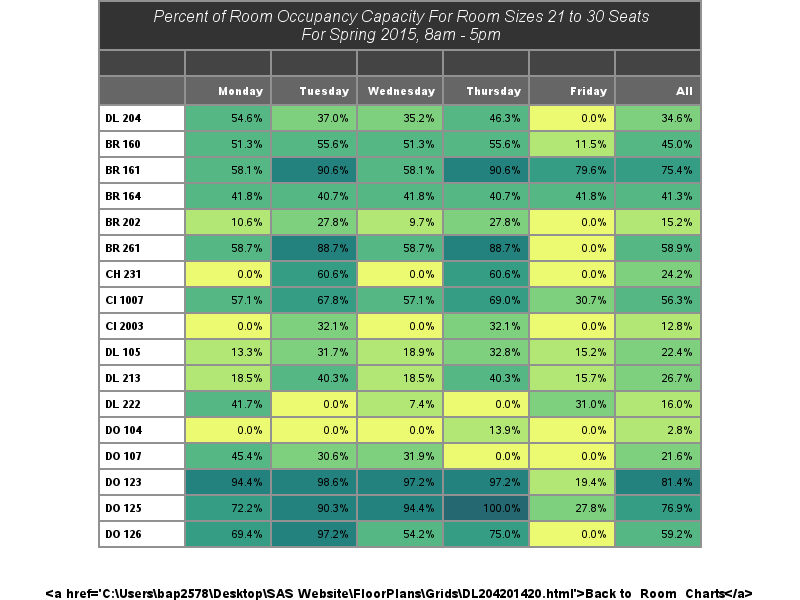 Percent of Room Occupancy Capacity For Room Sizes 21 to 30 Seats
For Spring 2015, 8am - 5pm
Monday Tuesday Wednesday Thursday Friday All
DL 204 54.6% 37.0% 35.2% 46.3% 0.0% 34.6%
BR 160 51.3% 55.6% 51.3% 55.6% 11.5% 45.0%
BR 161 58.1% 90.6% 58.1% 90.6% 79.6% 75.4%
BR 164 41.8% 40.7% 41.8% 40.7% 41.8% 41.3%
BR 202 10.6% 27.8% 9.7% 27.8% 0.0% 15.2%
BR 261 58.7% 88.7% 58.7% 88.7% 0.0% 58.9%
CH 231 0.0% 60.6% 0.0% 60.6% 0.0% 24.2%
CI 1007 57.1% 67.8% 57.1% 69.0% 30.7% 56.3%
CI 2003 0.0% 32.1% 0.0% 32.1% 0.0% 12.8%
DL 105 13.3% 31.7% 18.9% 32.8% 15.2% 22.4%
DL 213 18.5% 40.3% 18.5% 40.3% 15.7% 26.7%
DL 222 41.7% 0.0% 7.4% 0.0% 31.0% 16.0%
DO 104 0.0% 0.0% 0.0% 13.9% 0.0% 2.8%
DO 107 45.4% 30.6% 31.9% 0.0% 0.0% 21.6%
DO 123 94.4% 98.6% 97.2% 97.2% 19.4% 81.4%
DO 125 72.2% 90.3% 94.4% 100.0% 27.8% 76.9%
DO 126 69.4% 97.2% 54.2% 75.0% 0.0% 59.2%
<a href='C:\Users\bap2578\Desktop\SAS Website\FloorPlans\Grids\DL204201420.html'>Back to Room Charts</a>